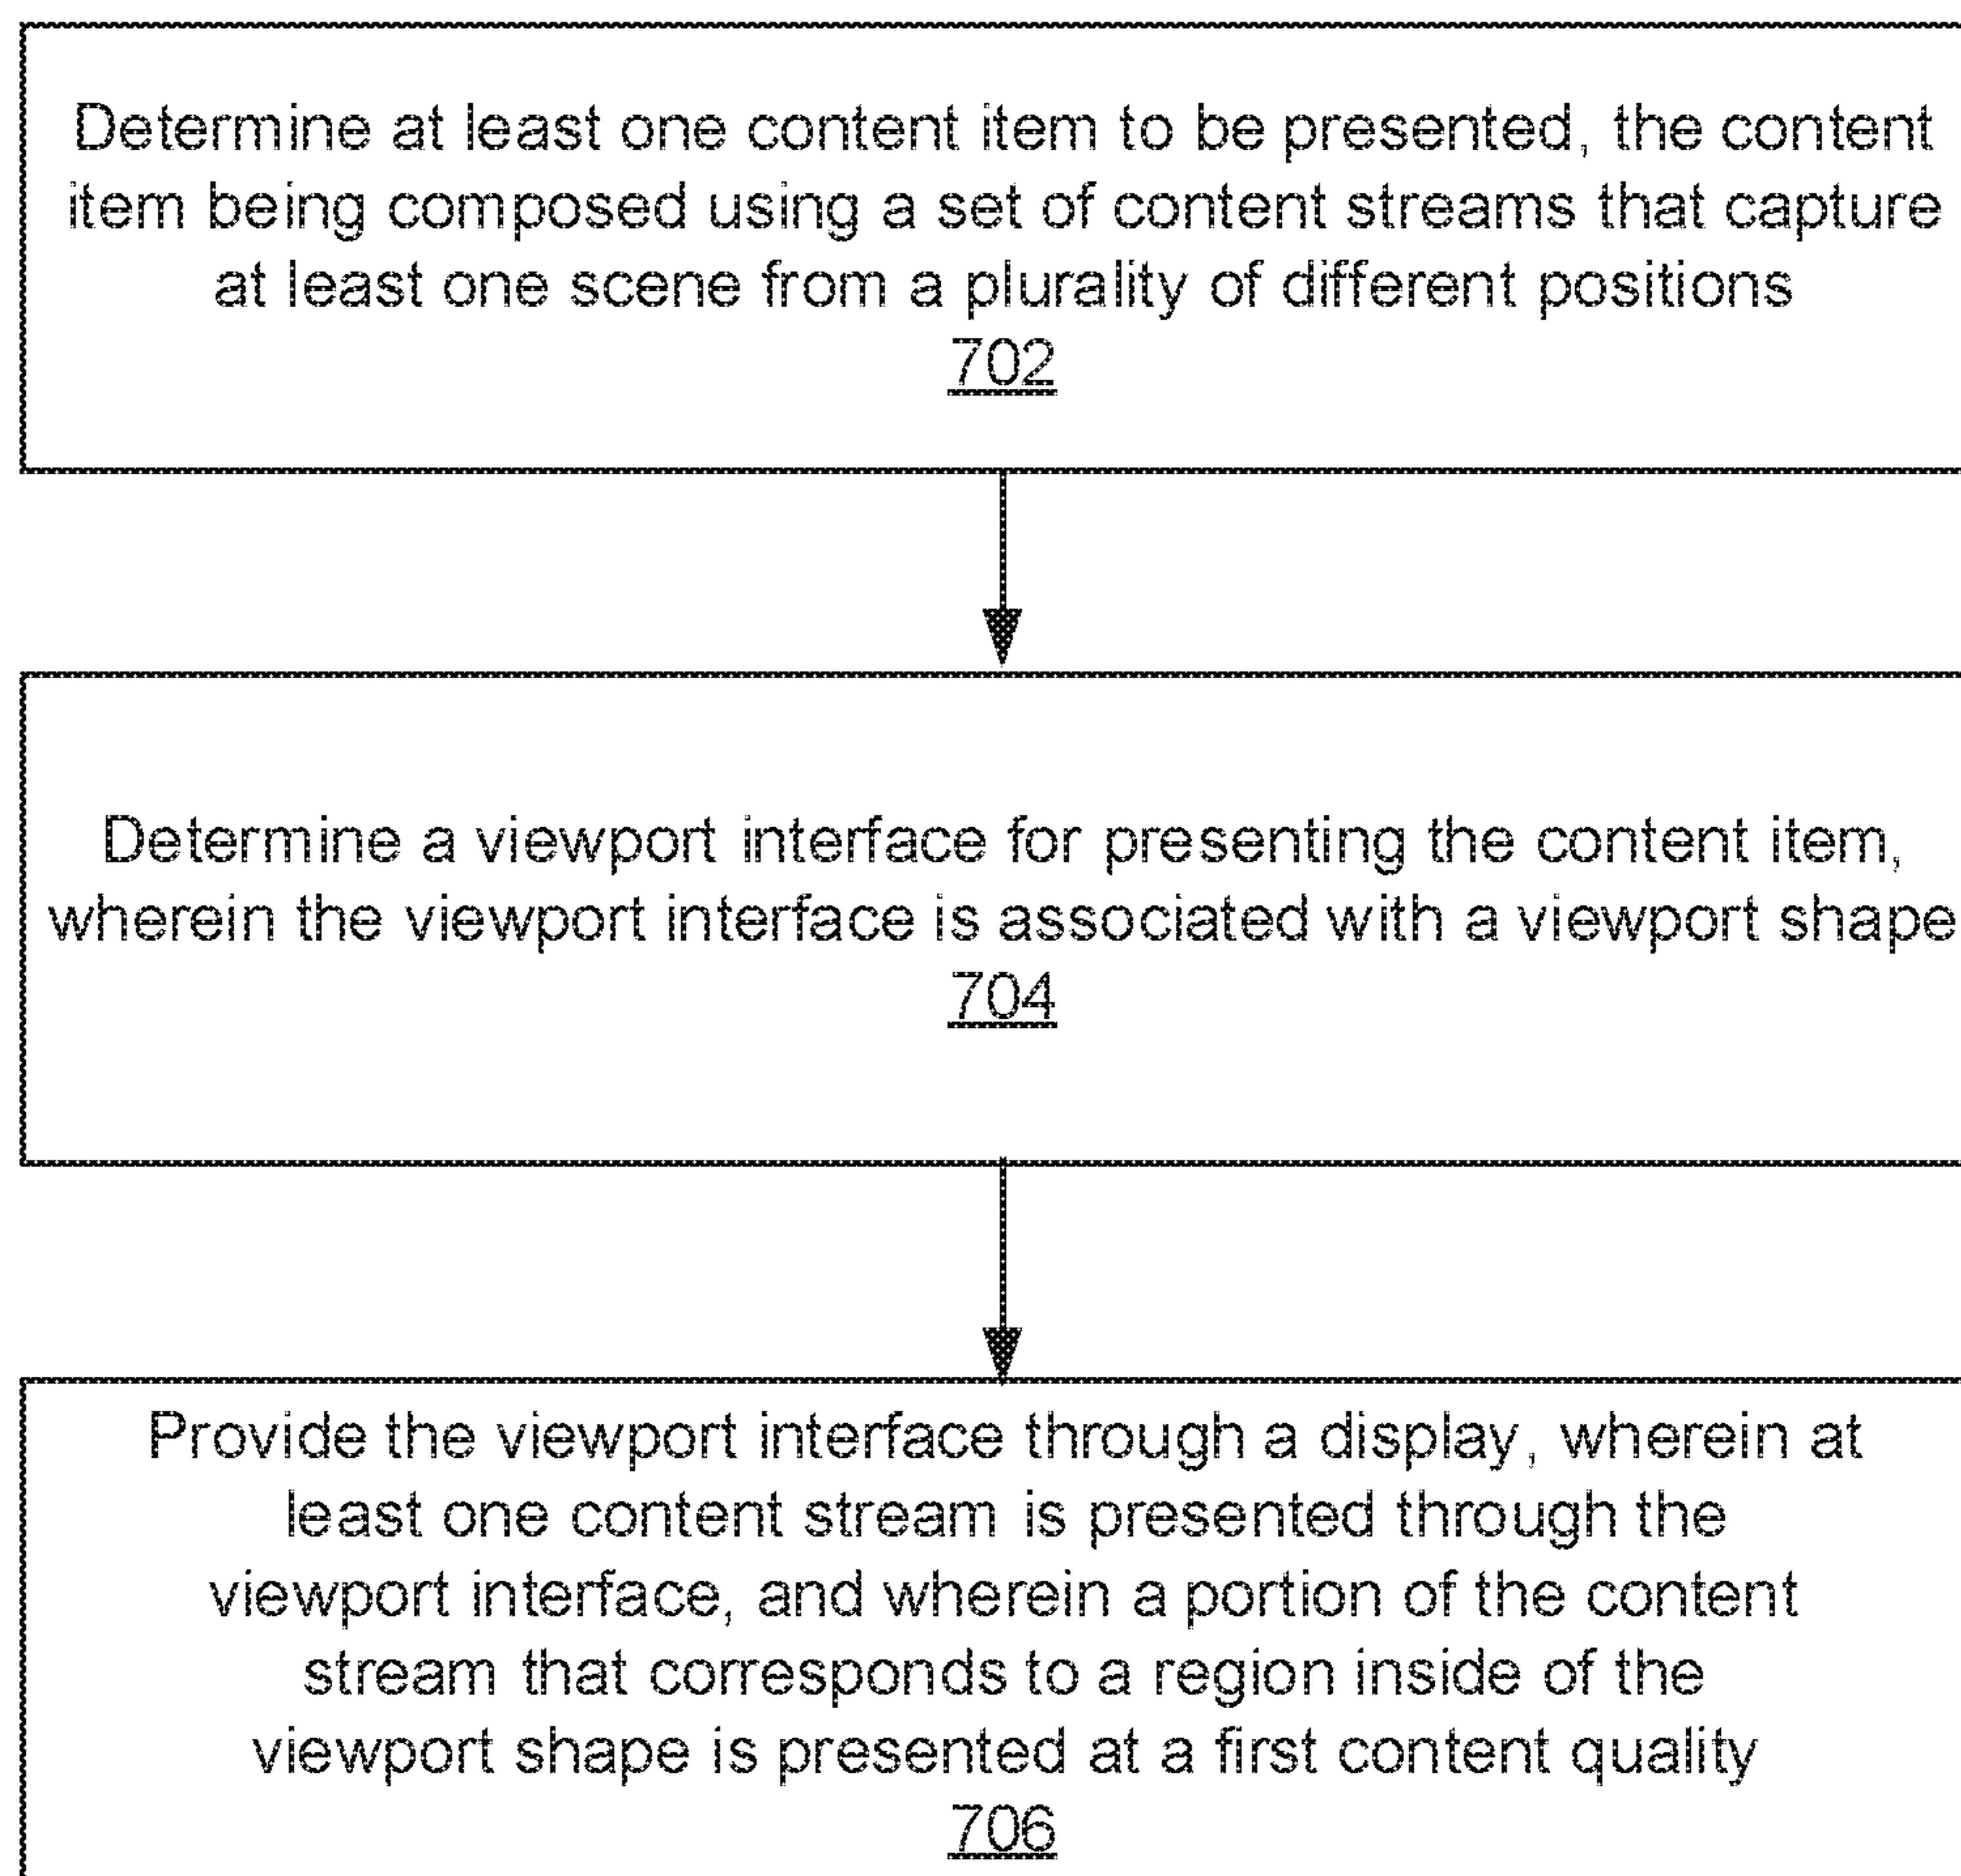 Determine at least one content item to be presented, the content
item being composed using a set of content streams that capture
at least one scene from a plurality of different positions
702
Determine a viewport interface for presenting the content item,
wherein the viewport interface is associated with a viewport shape
704
Provide the viewport interface through a display, wherein at
least one content stream is presented through the
viewport interface, and wherein a portion of the content
stream that corresponds to a region inside of the
viewport shape is presented at a first content quality
706